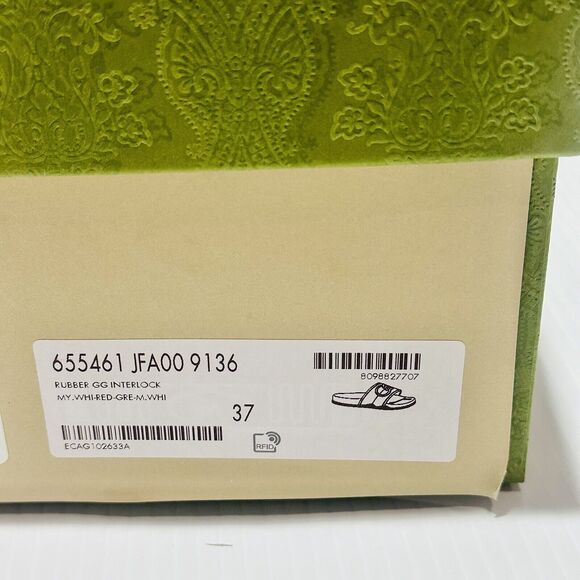 655461 JFA00 9136
RUBBER GG INTERLOCK
MY.WHI-RED-GRE-M.WHI
37
ECAG102633A
8098827707
RFID